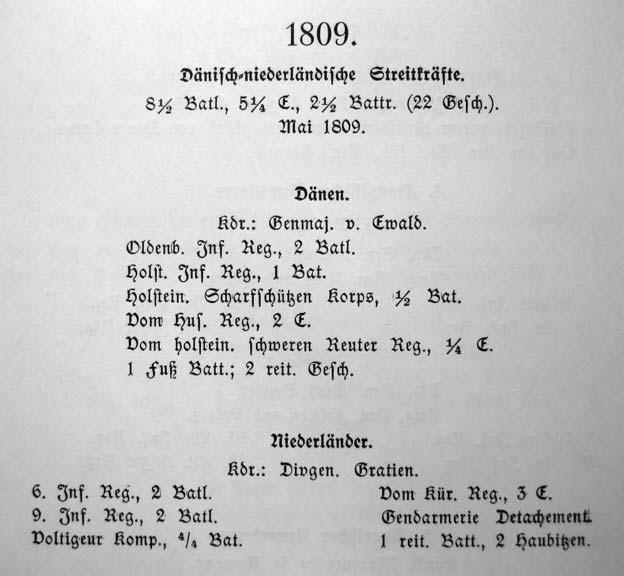 1809.
Dänisch-niederländische Streitkräfte.
8½ Batl., 5¼ E., 2½ Battr. (22 Gesch.).
Mai 1809.
Dänen.
Kdr.: Genmaj. v. Ewald.
Oldenb. Inf. Reg., 2 Batl.
Holst. Inf. Reg., 1 Bat.
Holstein. Scharfschützen Korps, ½ Bat.
Vom Hus. Reg., 2 E.
Vom holstein. schweren Reuter Reg., ¼ E.
1 Fuß Batt.; 2 reit. Gesch.
Niederländer.
Kdr.: Divgen. Gratien.
6. Inf. Reg., 2 Batl. Vom Kür. Reg., 3 E.
9. Inf. Reg., 2 Batl. Gendarmerie Detachement.
Voltigeur Komp., 4/4 Bat. 1 reit. Batt., 2 Haubitzen.